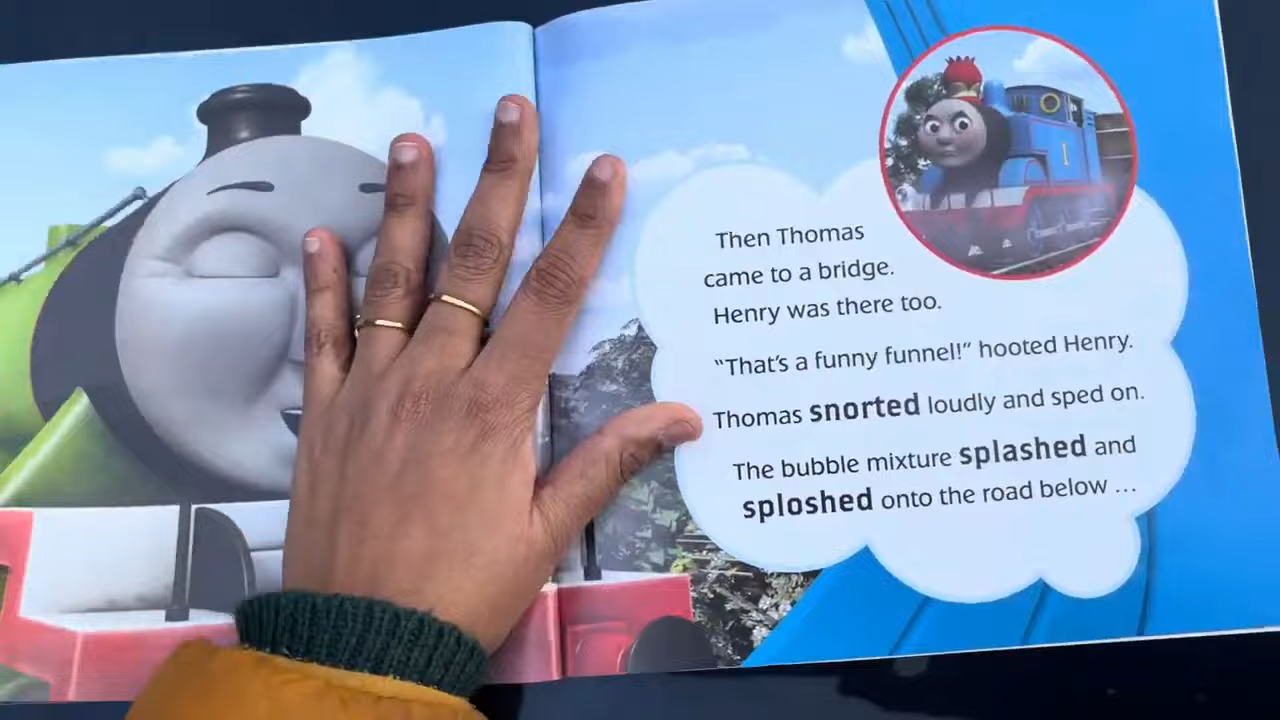 1
Then Thomas
came to a bridge.
Henry was there too.
“That’s a funny funnel!” hooted Henry.
Thomas snorted loudly and sped on.
The bubble mixture splashed and
sploshed onto the road below ...